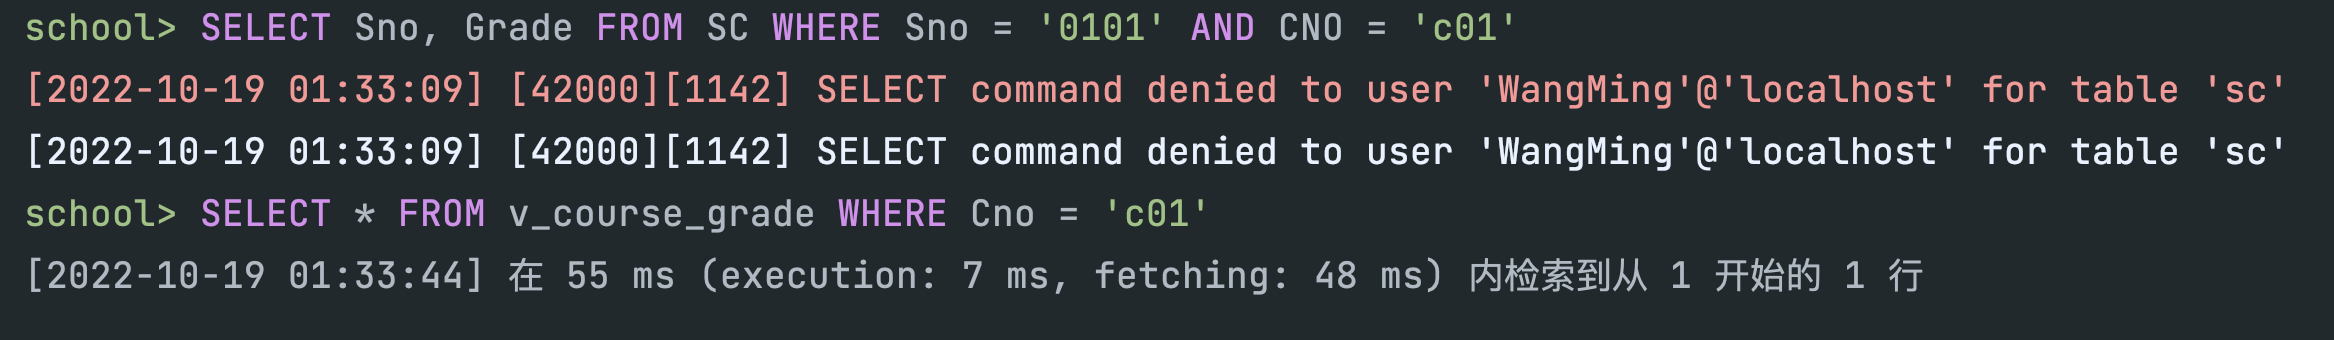 school> SELECT Sno, Grade FROM SC WHERE Sno = '0101' AND CNO = 'c01'
[2022-10-19 01:33:09] [42000][1142] SELECT command denied to user 'WangMing'@'localhost' for table 'sc'
[2022-10-19 01:33:09] [42000][1142] SELECT command denied to user 'WangMing'@'localhost' for table 'sc'
school> SELECT * FROM v_course_grade WHERE Cno = 'c01'
[2022-10-19 01:33:44] 在 55 ms (execution: 7 ms, fetching: 48 ms) 内检索到从 1 开始的 1 行